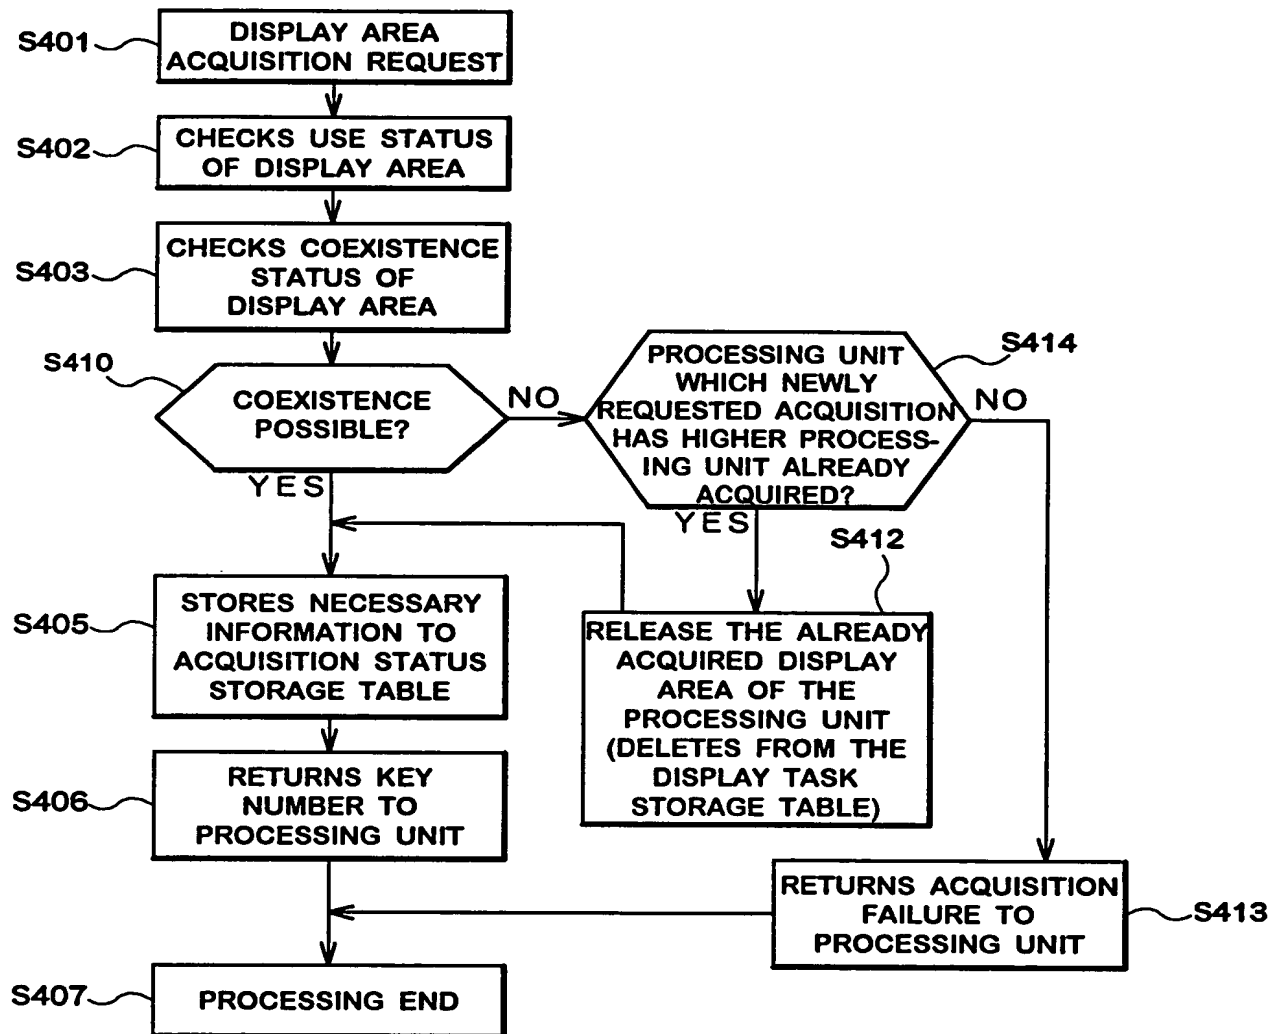 S401
DISPLAY AREA
ACQUISITION REQUEST
S402
CHECKS USE STATUS
OF DISPLAY AREA
S403
CHECKS COEXISTENCE
STATUS OF
DISPLAY AREA
S410
COEXISTENCE
POSSIBLE?
NO
YES
S414
PROCESSING UNIT
WHICH NEWLY
REQUESTED ACQUISITION
HAS HIGHER PROCESS-
ING UNIT ALREADY
ACQUIRED?
NO
YES
S412
RELEASE THE ALREADY
ACQUIRED DISPLAY
AREA OF THE
PROCESSING UNIT
(DELETES FROM THE
DISPLAY TASK
STORAGE TABLE)
S405
STORES NECESSARY
INFORMATION TO
ACQUISITION STATUS
STORAGE TABLE
S406
RETURNS KEY
NUMBER TO
PROCESSING UNIT
RETURNS ACQUISITION
FAILURE TO
PROCESSING UNIT
S413
S407
PROCESSING END